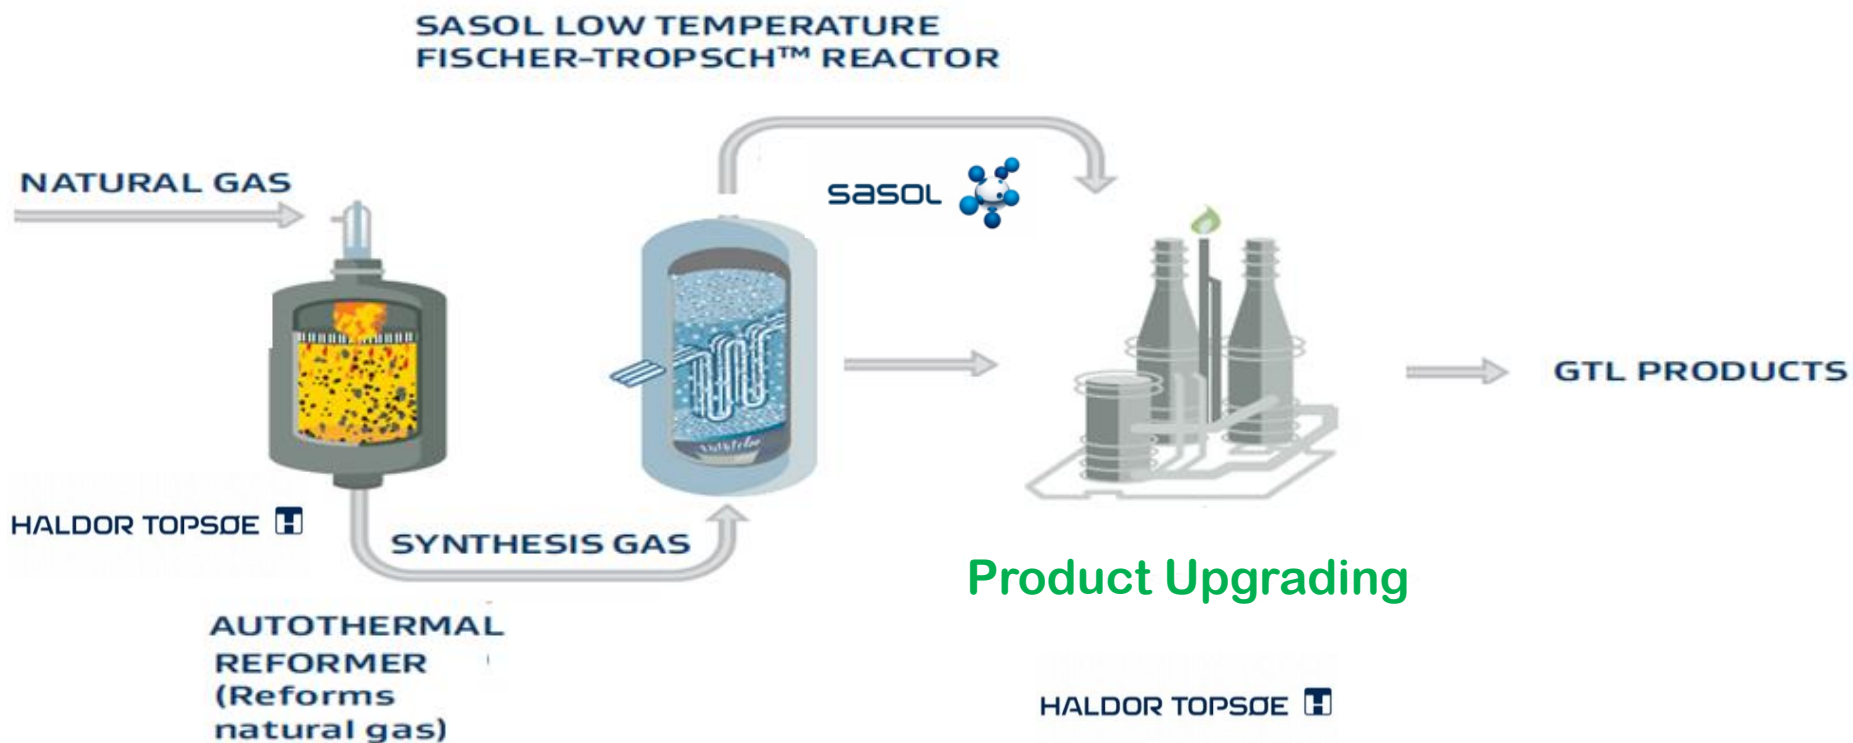 SASOL LOW TEMPERATURE
FISCHER-TROPSCH™ REACTOR
NATURAL GAS
sasol
GTL PRODUCTS
HALDOR TOPSØE H
SYNTHESIS GAS
Product Upgrading
AUTOTHERMAL
REFORMER
(Reforms
natural gas)
HALDOR TOPSØE H